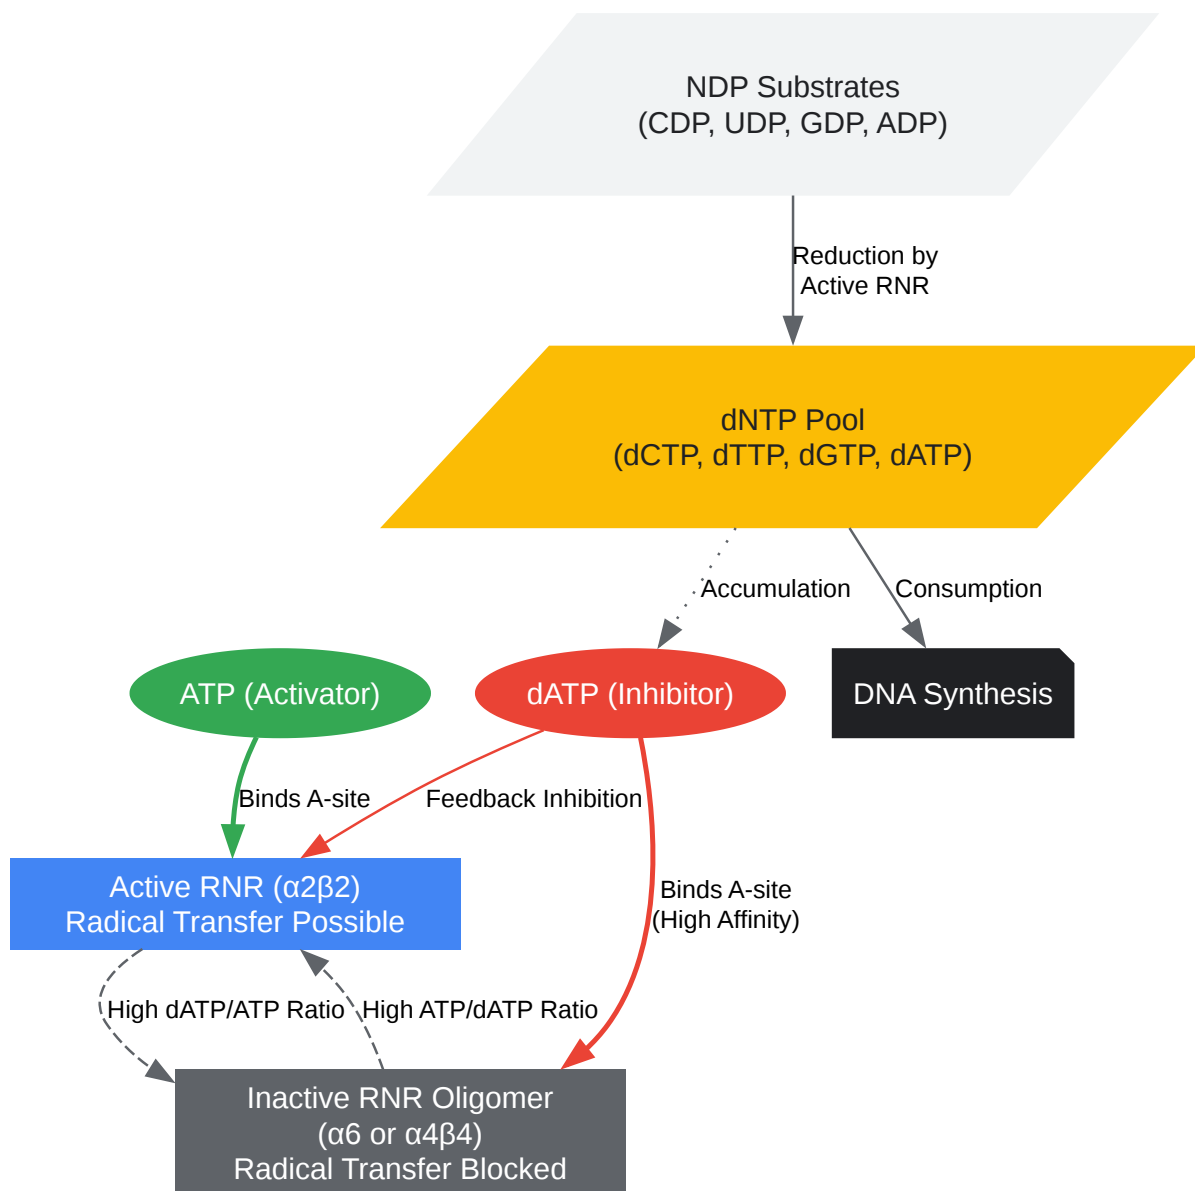 NDP Substrates
(CDP, UDP, GDP, ADP)
Reduction by
Active RNR
dNTP Pool
(dCTP, dTTP, dGTP, dATP)
Accumulation
Consumption
ATP (Activator)
dATP (Inhibitor)
DNA Synthesis
Binds A-site
Feedback Inhibition
Active RNR (α2β2)
Radical Transfer Possible
Binds A-site
(High Affinity)
High dATP/ATP Ratio
High ATP/dATP Ratio
Inactive RNR Oligomer
(α6 or α4β4)
Radical Transfer Blocked